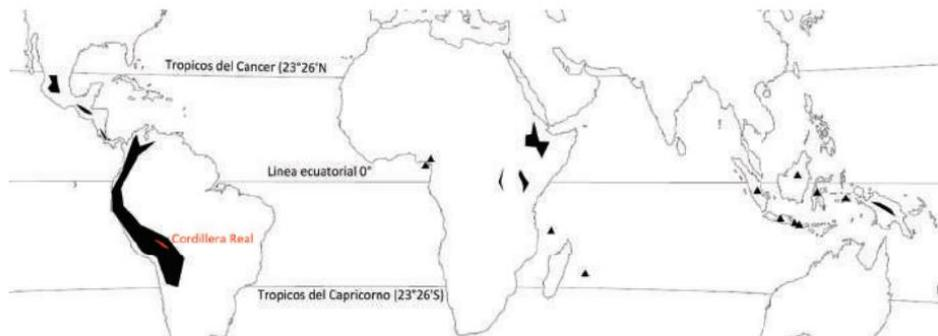 Tropicos del Cancer (23°26'N
Linea ecuatorial 0°
Cordillera Real
Tropicos del Capricorno (23°26'S)